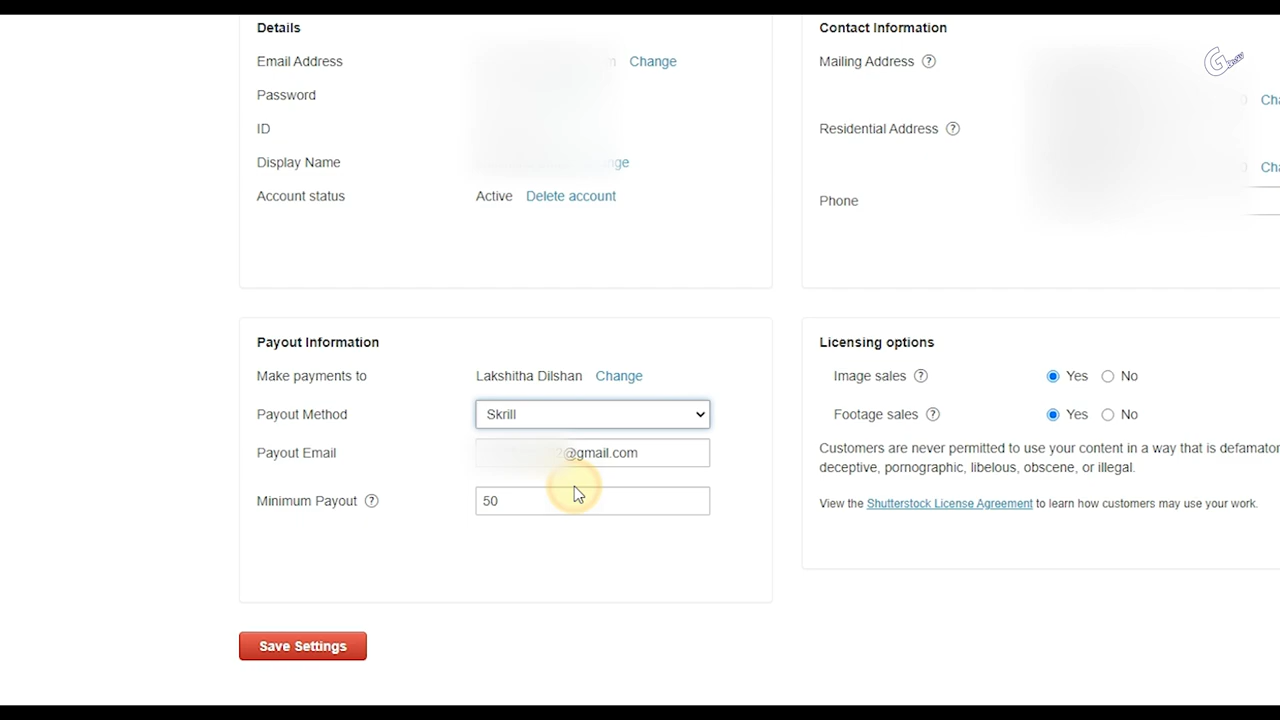 Details
Email Address Change
Password
ID
Display Name
Account status Active Delete account
Contact Information
Mailing Address ?
Residential Address ?
Phone
Payout Information
Make payments to Lakshitha Dilshan Change
Payout Method Skrill
Payout Email @gmail.com
Minimum Payout ? 50
Licensing options
Image sales ? Yes No
Footage sales ? Yes No
Customers are never permitted to use your content in a way that is
deceptive, pornographic, libelous, obscene, or illegal.
View the Shutterstock License Agreement to learn how customers may use your work.
Save Settings